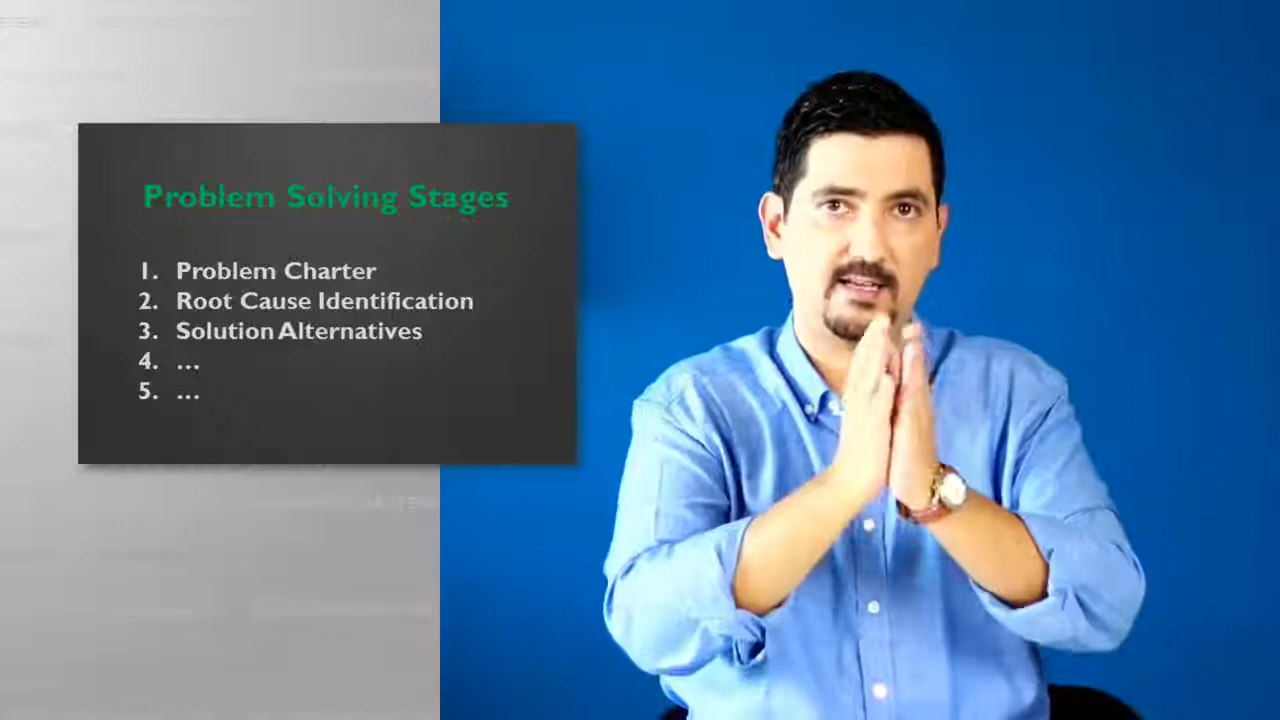 Problem Solving Stages
1. Problem Charter
2. Root Cause Identification
3. Solution Alternatives
4. ...
5. ...